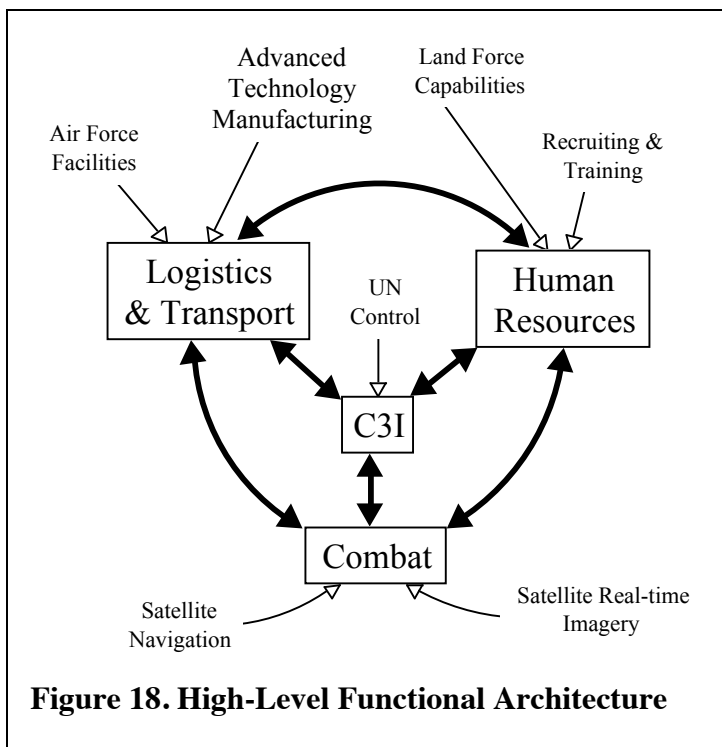 Advanced
Technology
Manufacturing
Land Force
Capabilities
Air Force
Facilities
Recruiting &
Training
Logistics
& Transport
UN
Control
Human
Resources
C3I
Combat
Satellite
Navigation
Satellite Real-time
Imagery
Figure 18. High-Level Functional Architecture